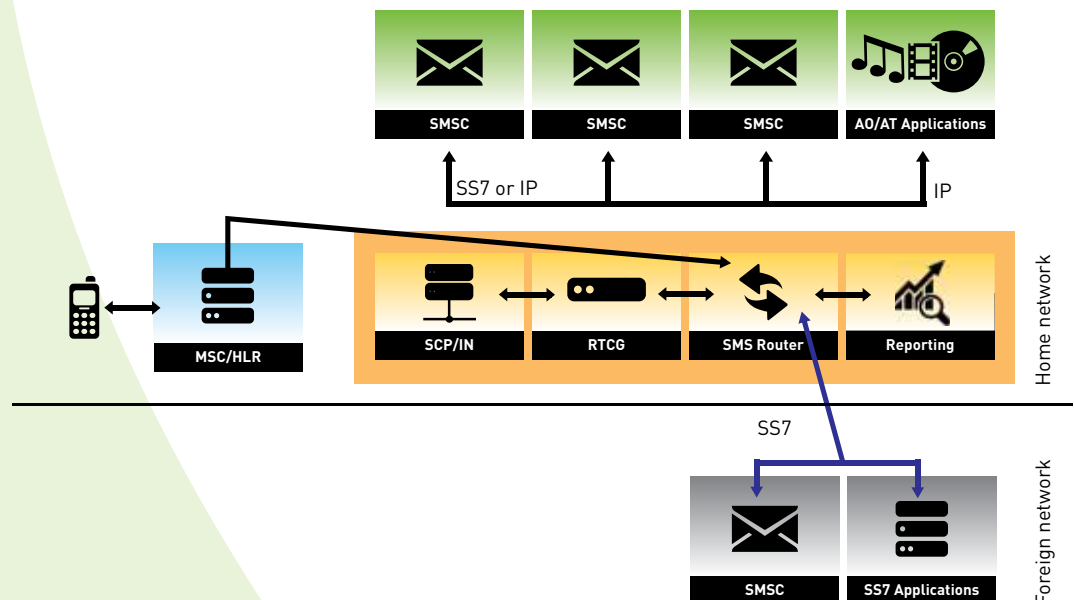 SMSC
SMSC
SMSC
AO/AT Applications
SS7 or IP
IP
MSC/HLR
SCP/IN
RTCG
SMS Router
Reporting
Home network
SS7
SMSC
SS7 Applications
Foreign network